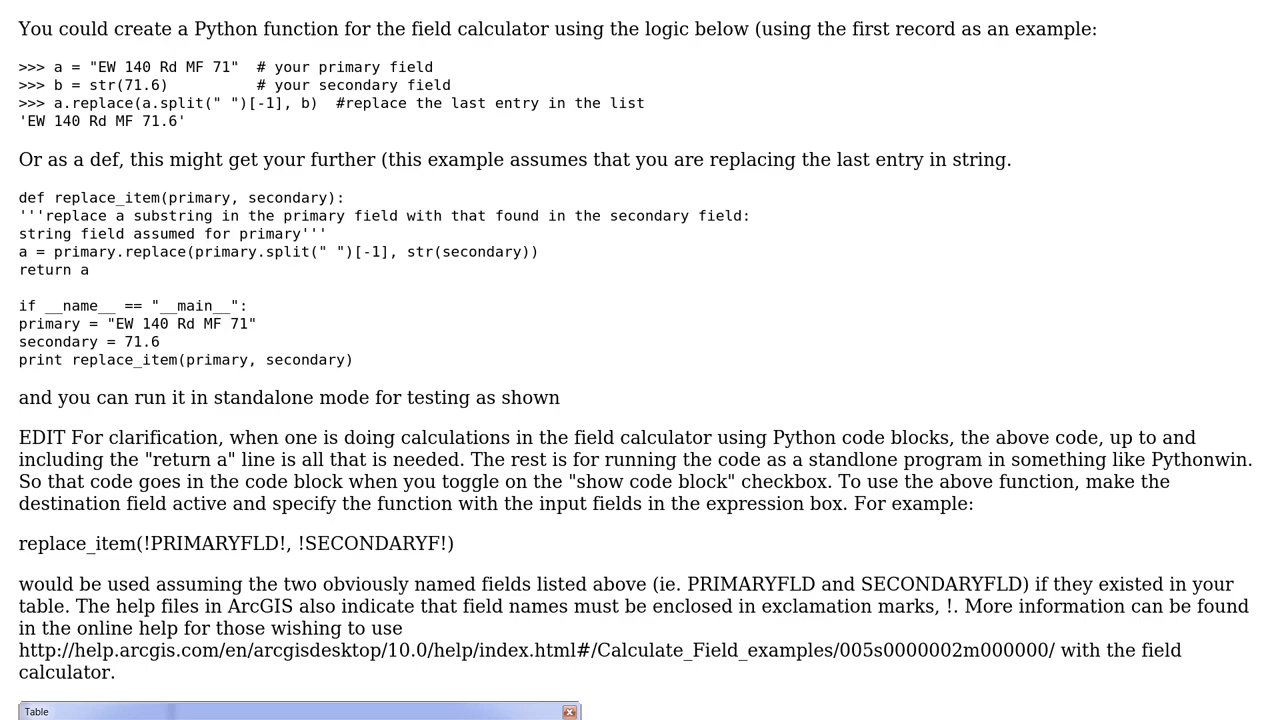 You could create a Python function for the field calculator using the logic below (using the first record as an example:
>>> a = "EW 140 Rd MF 71"  # your primary field
>>> b = str(71.6)          # your secondary field
>>> a.replace(a.split(" ")[-1], b)  #replace the last entry in the list
'EW 140 Rd MF 71.6'
Or as a def, this might get your further (this example assumes that you are replacing the last entry in string.
def replace_item(primary, secondary):
'''replace a substring in the primary field with that found in the secondary field:
string field assumed for primary'''
a = primary.replace(primary.split(" ")[-1], str(secondary))
return a
if __name__ == "__main__":
primary = "EW 140 Rd MF 71"
secondary = 71.6
print replace_item(primary, secondary)
and you can run it in standalone mode for testing as shown
EDIT For clarification, when one is doing calculations in the field calculator using Python code blocks, the above code, up to and
including the "return a" line is all that is needed. The rest is for running the code as a standlone program in something like Pythonwin.
So that code goes in the code block when you toggle on the "show code block" checkbox. To use the above function, make the
destination field active and specify the function with the input fields in the expression box. For example:
replace_item(!PRIMARYFLD!, !SECONDARYF!)
would be used assuming the two obviously named fields listed above (ie. PRIMARYFLD and SECONDARYFLD) if they existed in your
table. The help files in ArcGIS also indicate that field names must be enclosed in exclamation marks, !. More information can be found
in the online help for those wishing to use
http://help.arcgis.com/en/arcgisdesktop/10.0/help/index.html#/Calculate_Field_examples/005s0000002m000000/ with the field
calculator.
Table